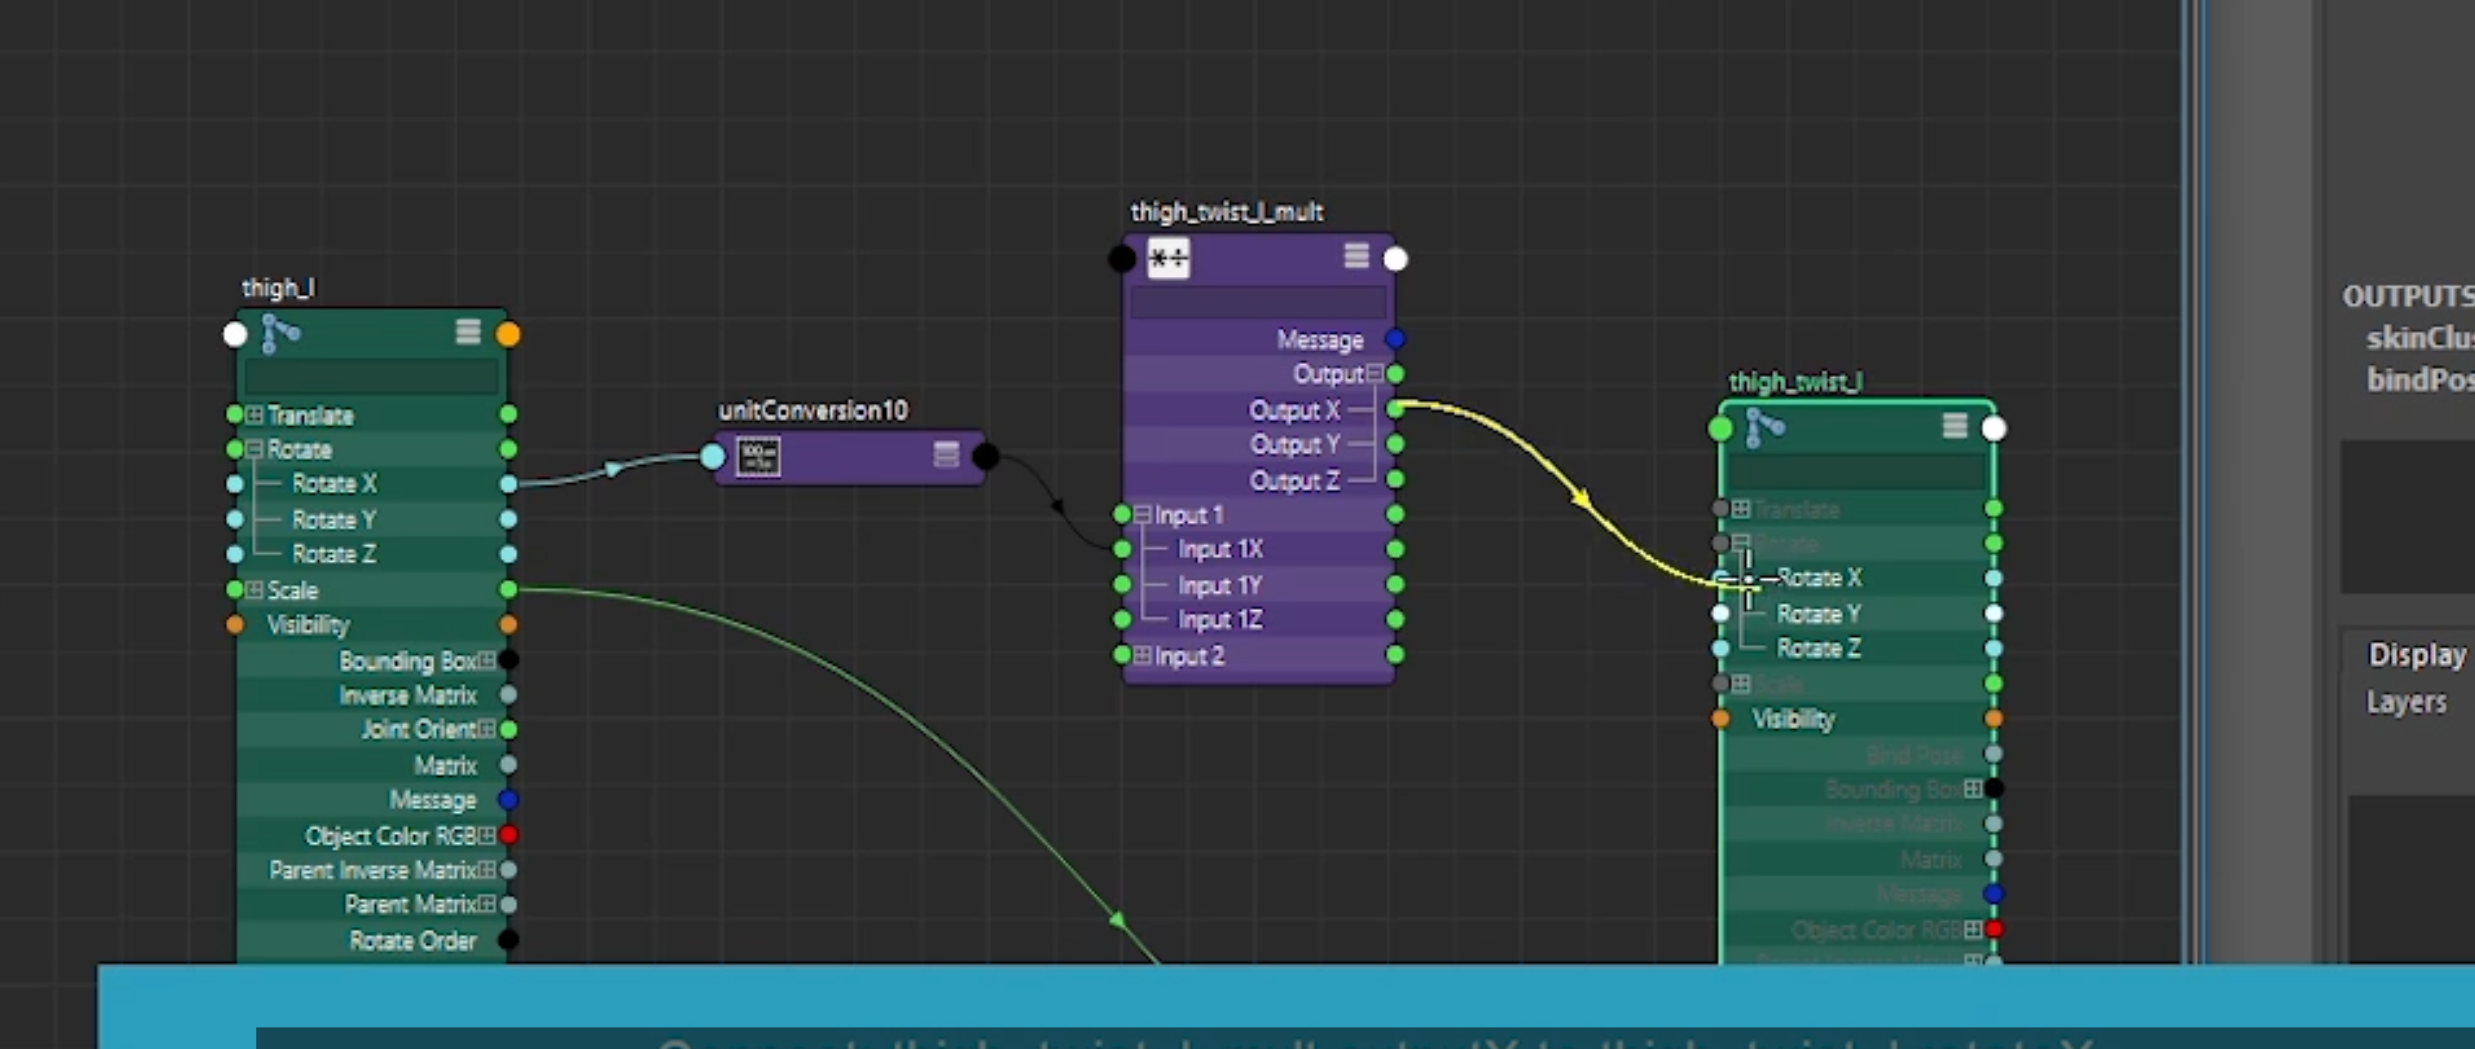 thigh_l
Translate
Rotate
Rotate X
Rotate Y
Rotate Z
Scale
Visibility
Bounding Box
Inverse Matrix
Joint Orient
Matrix
Message
Object Color RGB
Parent Inverse Matrix
Parent Matrix
Rotate Order
unitConversion10
thigh_twist_l_mult
Message
Output
Output X
Output Y
Output Z
Input 1
Input 1X
Input 1Y
Input 1Z
Input 2
thigh_twist_l
Translate
Rotate
Rotate X
Rotate Y
Rotate Z
Scale
Visibility
Bind Pose
Bounding Box
Inverse Matrix
Matrix
Message
Object Color RGB
OUTPUTS
skinClus
bindPos
Display
Layers